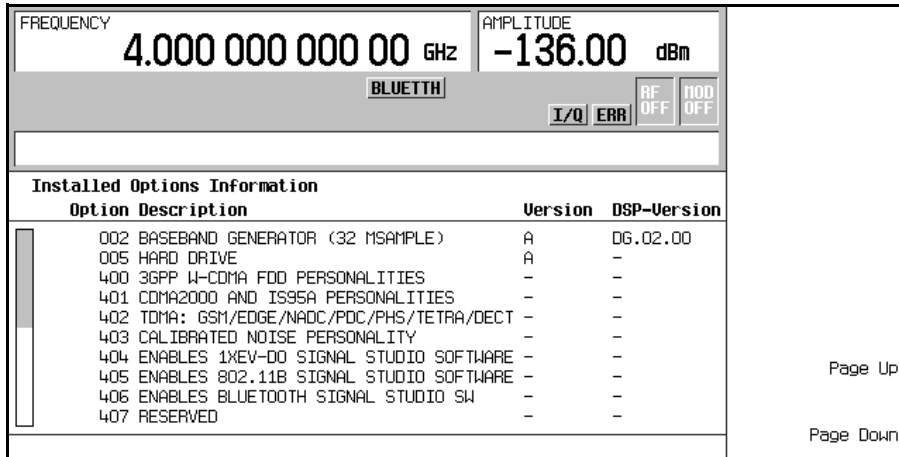 FREQUENCY
4.000 000 000 00 GHz
AMPLITUDE
-136.00 dBm
BLUETTH
I/Q ERR
RF OFF
MOD OFF
Installed Options Information
Option Description Version DSP-Version
002 BASEBAND GENERATOR (32 MSAMPLE) A DG.02.00
005 HARD DRIVE A -
400 3GPP W-CDMA FDD PERSONALITIES - -
401 CDMA2000 AND IS95A PERSONALITIES - -
402 TDMA: GSM/EDGE/NADC/PDC/PHS/TETRA/DECT - -
403 CALIBRATED NOISE PERSONALITY - -
404 ENABLES 1XEV-DO SIGNAL STUDIO SOFTWARE - -
405 ENABLES 802.11B SIGNAL STUDIO SOFTWARE - -
406 ENABLES BLUETOOTH SIGNAL STUDIO SW - -
407 RESERVED - -
Page Up
Page Down